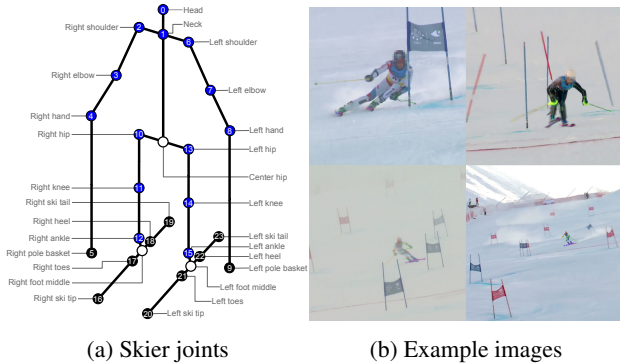 0
Head
Neck
Right shoulder
2
1
6
Left shoulder
Right elbow
3
7
Left elbow
4
Right hand
8
Left hand
Right hip
10
13
Left hip
Center hip
Right knee
11
14
Left knee
Right ski tail
19
Right heel
23
Left ski tail
Right ankle
12
18
15
Left ankle
22
Left heel
Right pole basket
5
9
Left pole basket
Right toes
17
21
Left foot middle
Right foot middle
Left toes
16
Right ski tip
20
Left ski tip
(a) Skier joints
(b) Example images